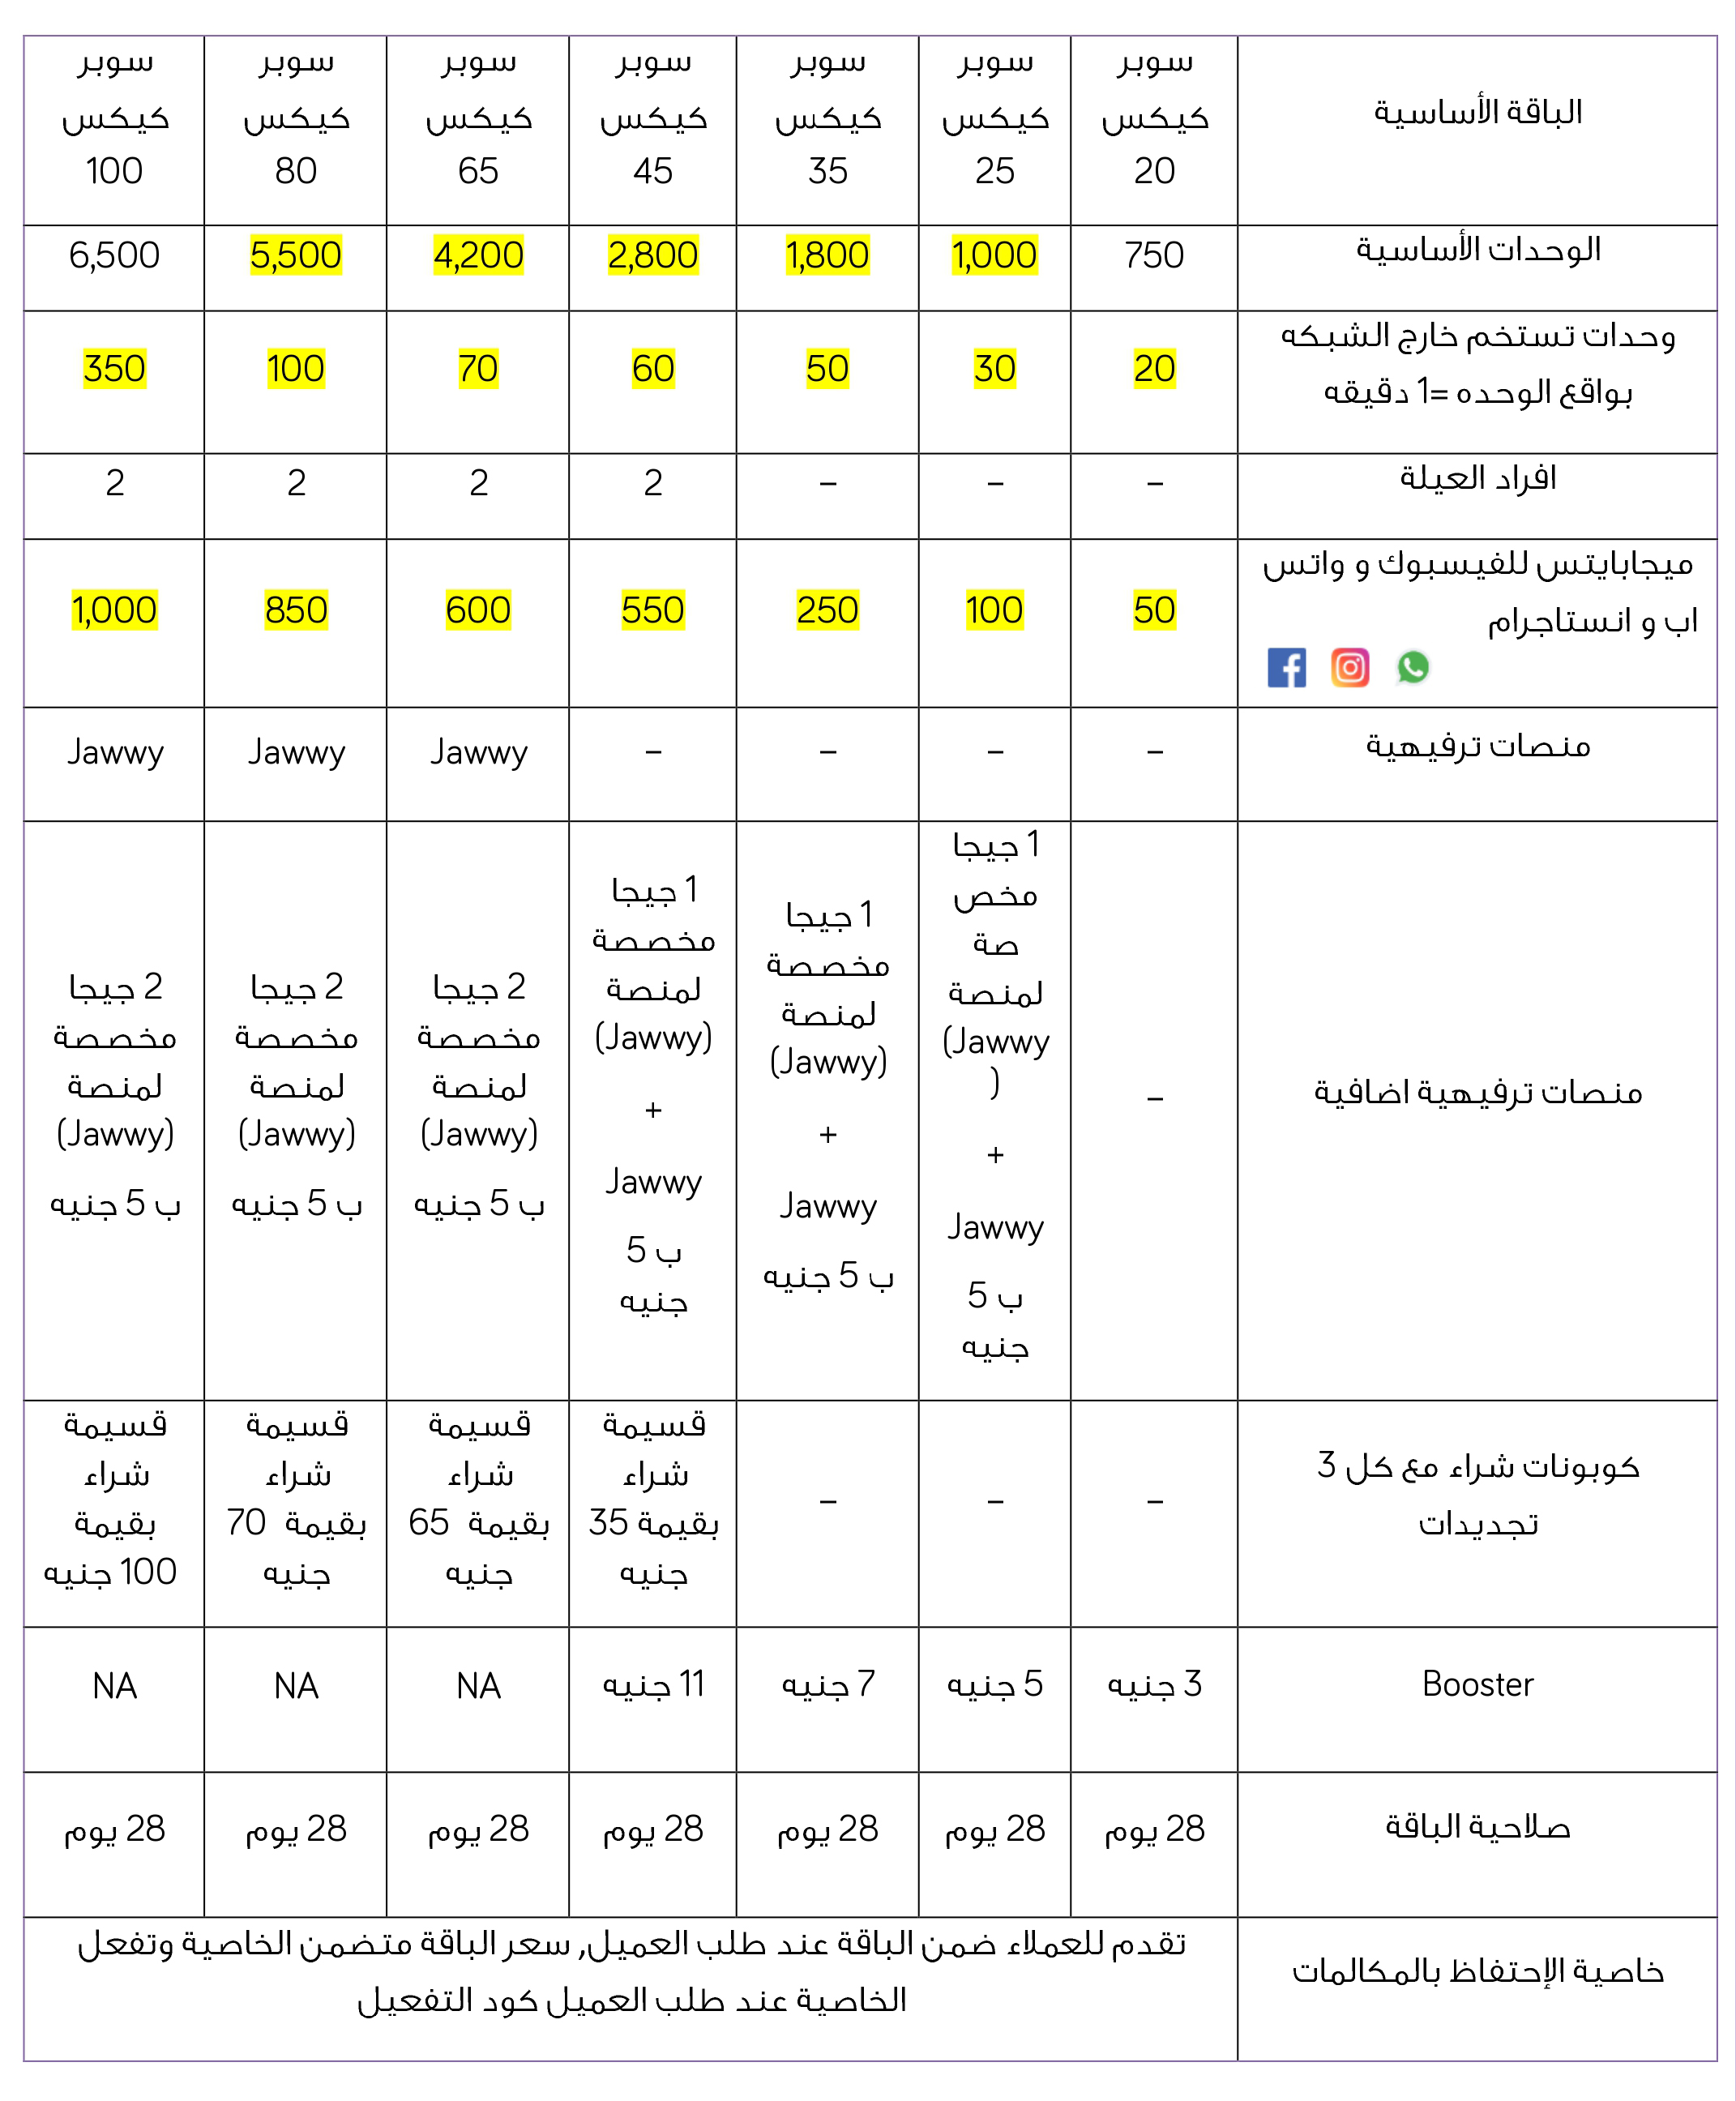 الباقة الأساسية
سوبر
كيكس
20
سوبر
كيكس
25
سوبر
كيكس
35
سوبر
كيكس
45
سوبر
كيكس
65
سوبر
كيكس
80
سوبر
كيكس
100
الوحدات الأساسية
750
1,000
1,800
2,800
4,200
5,500
6,500
وحدات تستخم خارج الشبكه
بواقع الوحده =1 دقيقه
20
30
50
60
70
100
350
افراد العيلة
–
–
–
2
2
2
2
ميجابايتس للفيسبوك و واتس
اب و انستاجرام
50
100
250
550
600
850
1,000
منصات ترفيهية
–
–
–
–
Jawwy
Jawwy
Jawwy
منصات ترفيهية اضافية
–
1 جيجا
مخص
صة
لمنصة
(Jawwy
)
+
Jawwy
ب 5
جنيه
1 جيجا
مخصصة
لمنصة
(Jawwy)
+
Jawwy
ب 5 جنيه
1 جيجا
مخصصة
لمنصة
(Jawwy)
+
Jawwy
ب 5
جنيه
2 جيجا
مخصصة
لمنصة
(Jawwy)
ب 5 جنيه
2 جيجا
مخصصة
لمنصة
(Jawwy)
ب 5 جنيه
2 جيجا
مخصصة
لمنصة
(Jawwy)
ب 5 جنيه
كوبونات شراء مع كل 3
تجديدات
–
–
–
قسيمة
شراء
بقيمة 35
جنيه
قسيمة
شراء
بقيمة 65
جنيه
قسيمة
شراء
بقيمة 70
جنيه
قسيمة
شراء
بقيمة
100 جنيه
Booster
3 جنيه
5 جنيه
7 جنيه
11 جنيه
NA
NA
NA
صلاحية الباقة
28 يوم
28 يوم
28 يوم
28 يوم
28 يوم
28 يوم
28 يوم
خاصية الإحتفاظ بالمكالمات
تقدم للعملاء ضمن الباقة عند طلب العميل, سعر الباقة متضمن الخاصية وتفعل
الخاصية عند طلب العميل كود التفعيل